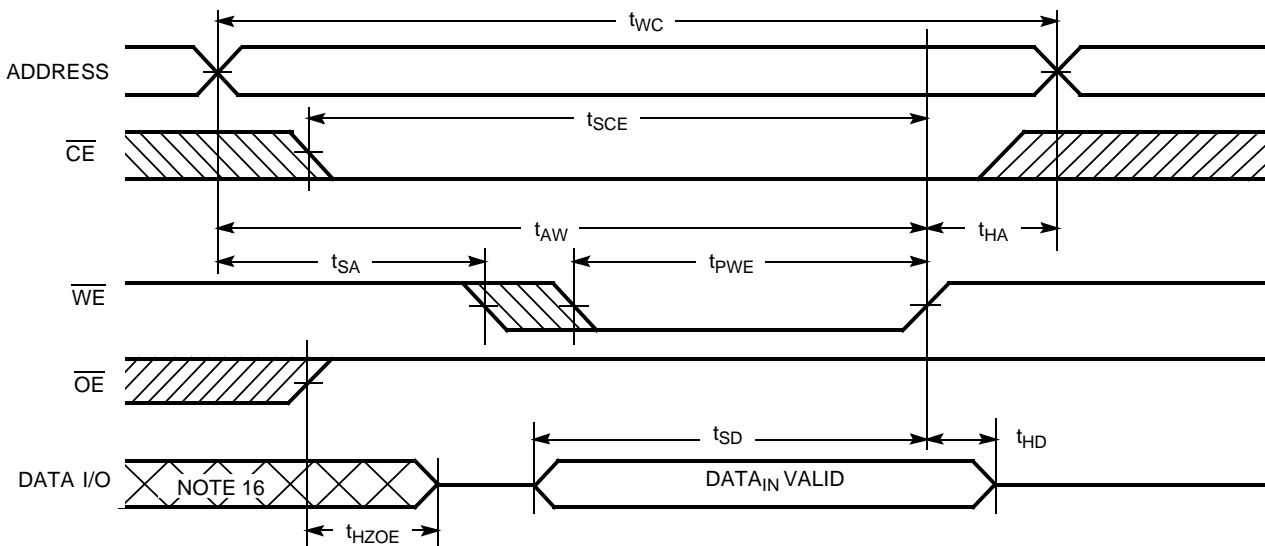 tWC
ADDRESS
tSCE
CE
tAW
tHA
tSA
tPWE
WE
OE
tSD
tHD
DATA I/O
NOTE 16
DATAIN VALID
tHZOE